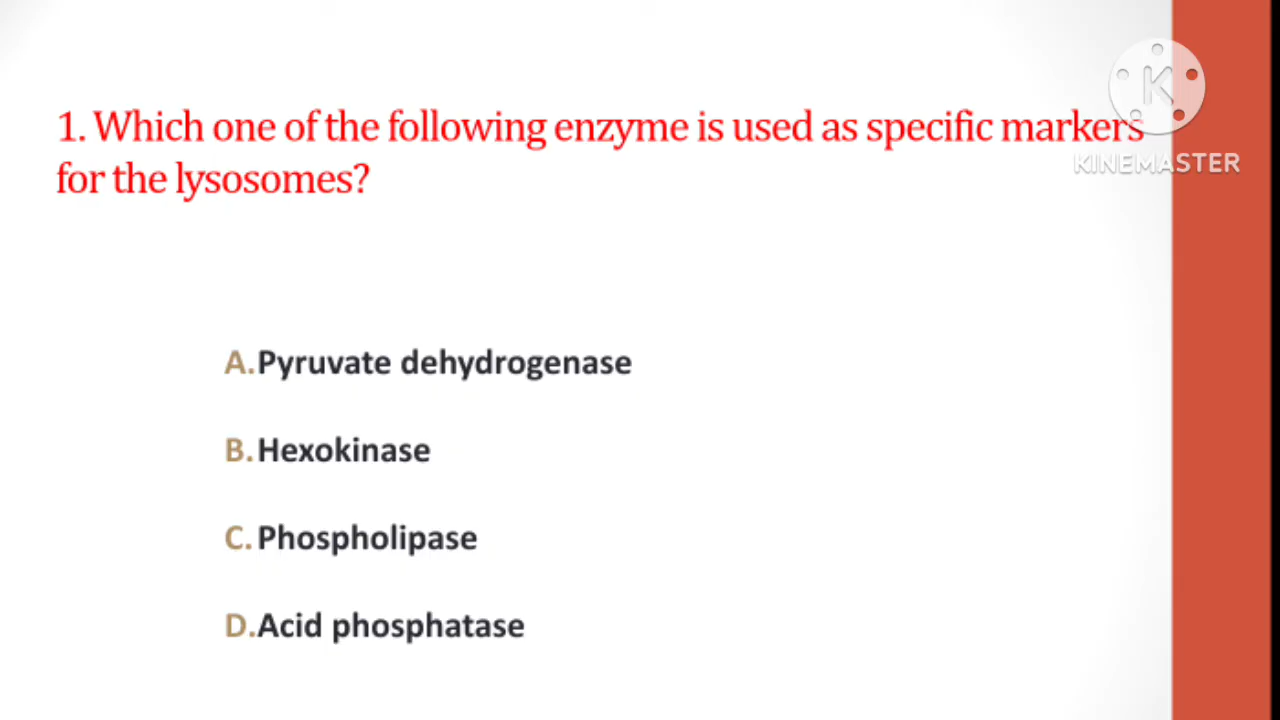 1. Which one of the following enzyme is used as specific markers
for the lysosomes?
K
KINEMASTER
A. Pyruvate dehydrogenase
B. Hexokinase
C. Phospholipase
D. Acid phosphatase